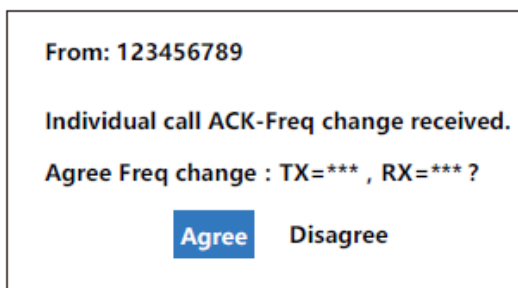 From: 123456789
Individual call ACK-Freq change received.
Agree Freq change : TX=*** , RX=*** ?
Agree Disagree